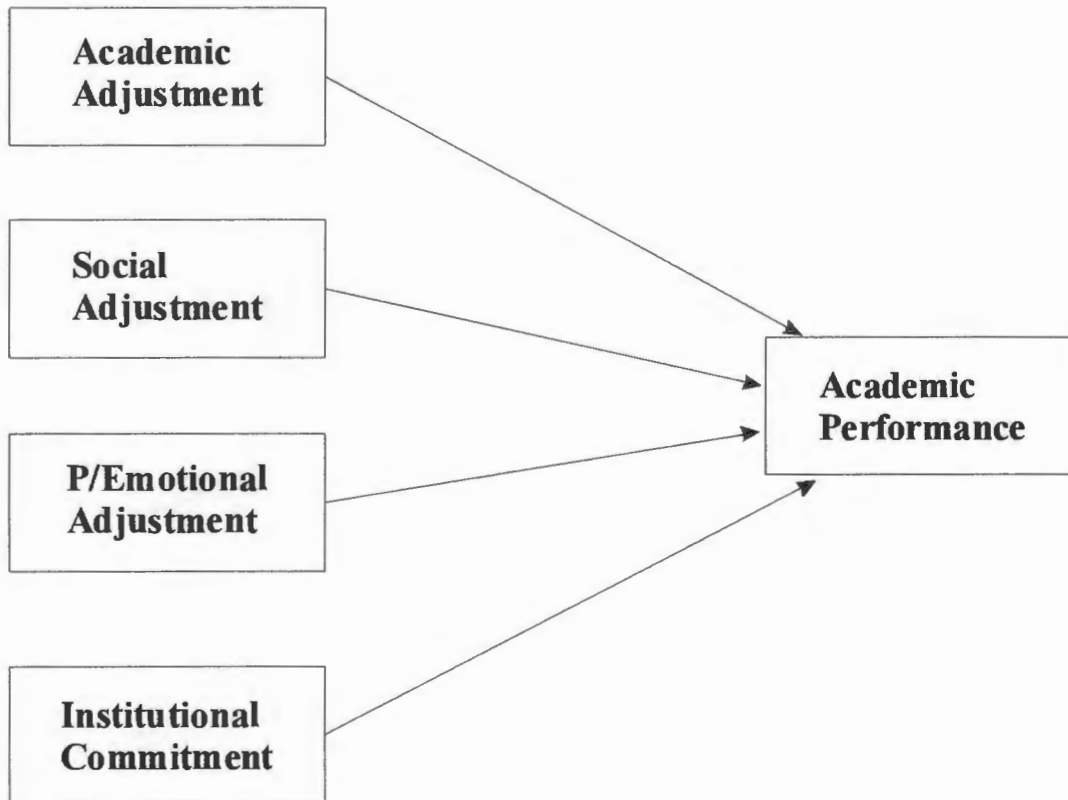 Academic
Adjustment
Social
Adjustment
P/Emotional
Adjustment
Institutional
Commitment
Academic
Performance